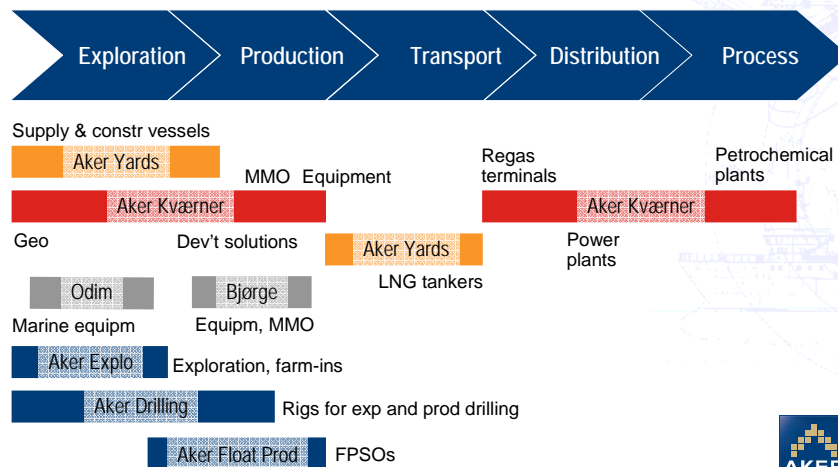 Exploration Production Transport Distribution Process
Supply & constr vessels
Aker Yards
MMO Equipment
Regas terminals
Petrochemical plants
Aker Kværner
Aker Kværner
Geo
Dev't solutions
Aker Yards
Power plants
LNG tankers
Odim
Bjørge
Marine equipm
Equipm, MMO
Aker Explo
Exploration, farm-ins
Aker Drilling
Rigs for exp and prod drilling
Aker Float Prod
FPSOs
AKER